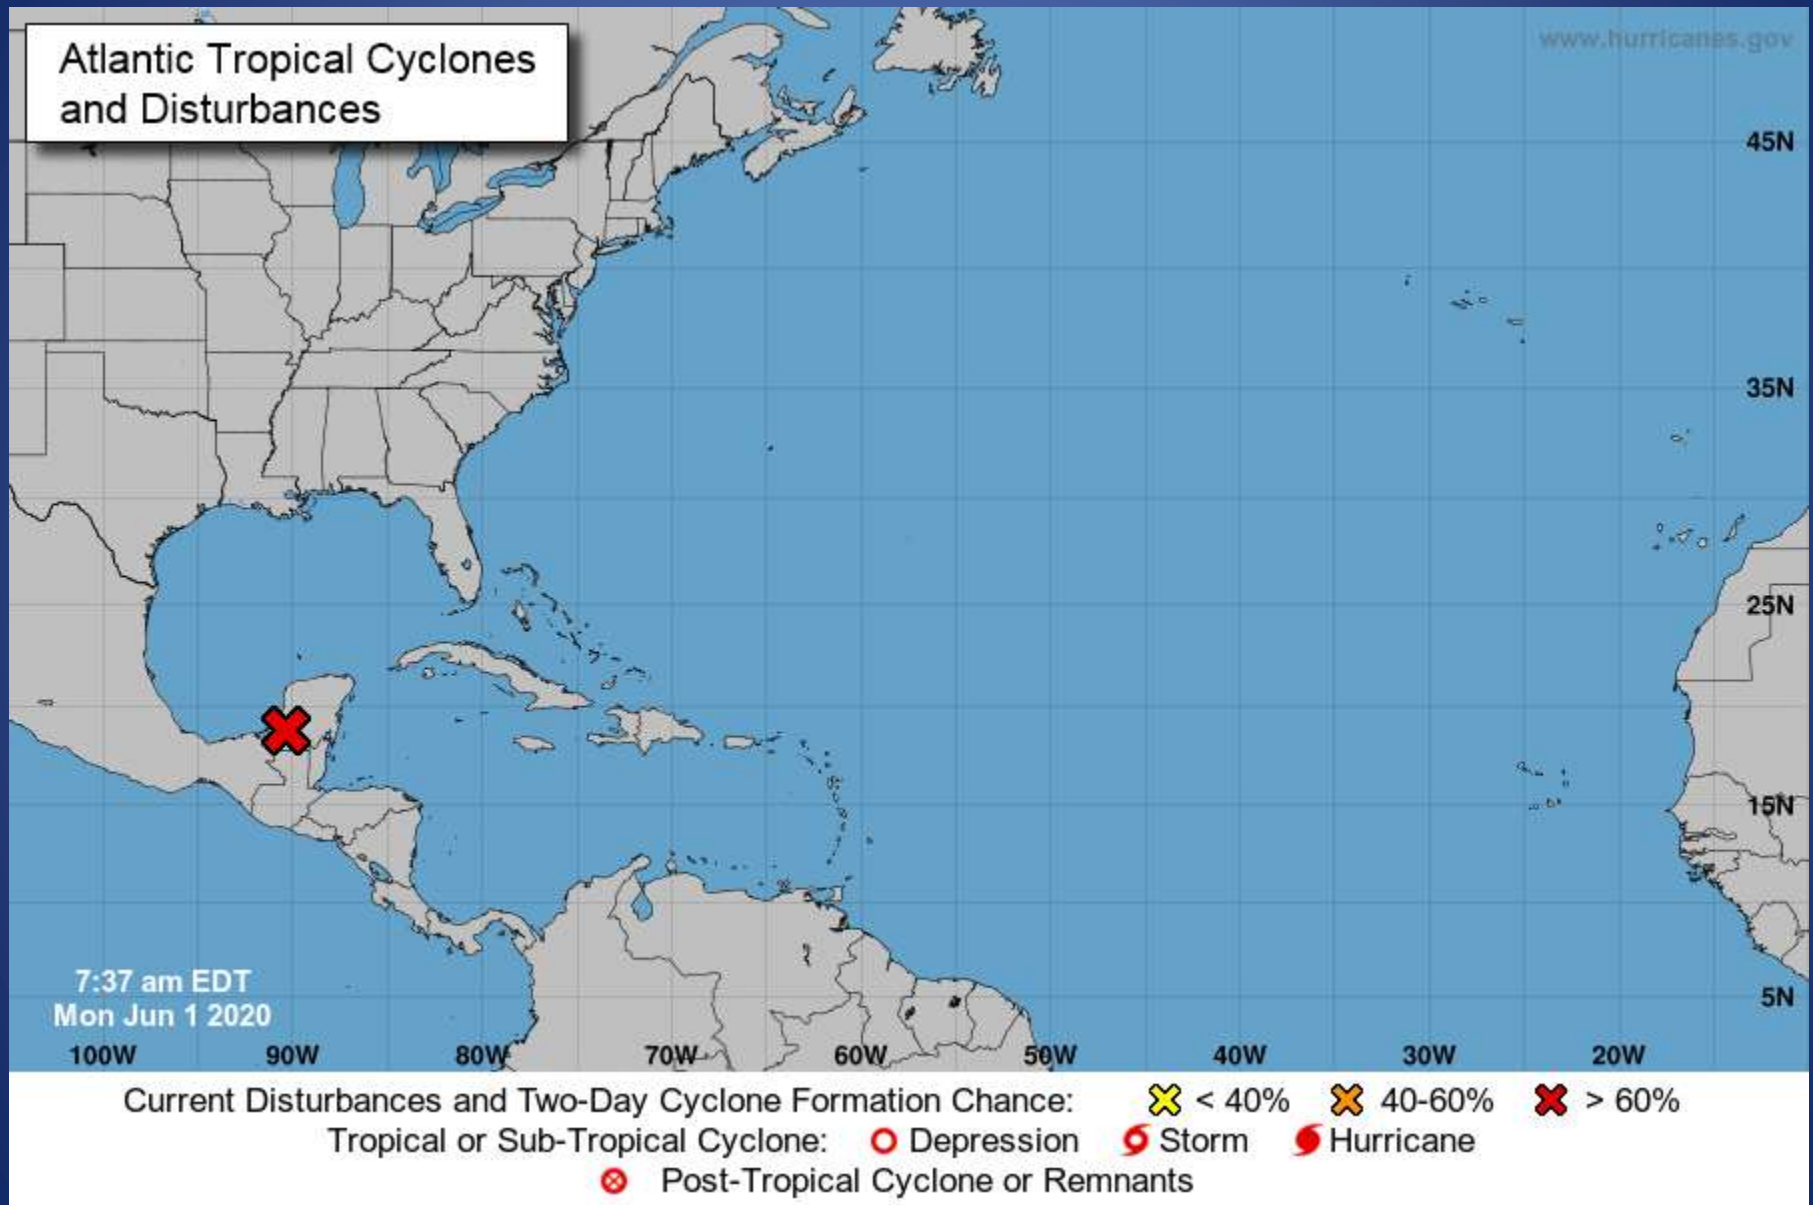 Atlantic Tropical Cyclones
and Disturbances
www.hurricanes.gov
45N
35N
25N
15N
5N
7:37 am EDT
Mon Jun 1 2020
100W 90W 80W 70W 60W 50W 40W 30W 20W
Current Disturbances and Two-Day Cyclone Formation Chance: < 40% 40-60% > 60%
Tropical or Sub-Tropical Cyclone: Depression Storm Hurricane
Post-Tropical Cyclone or Remnants